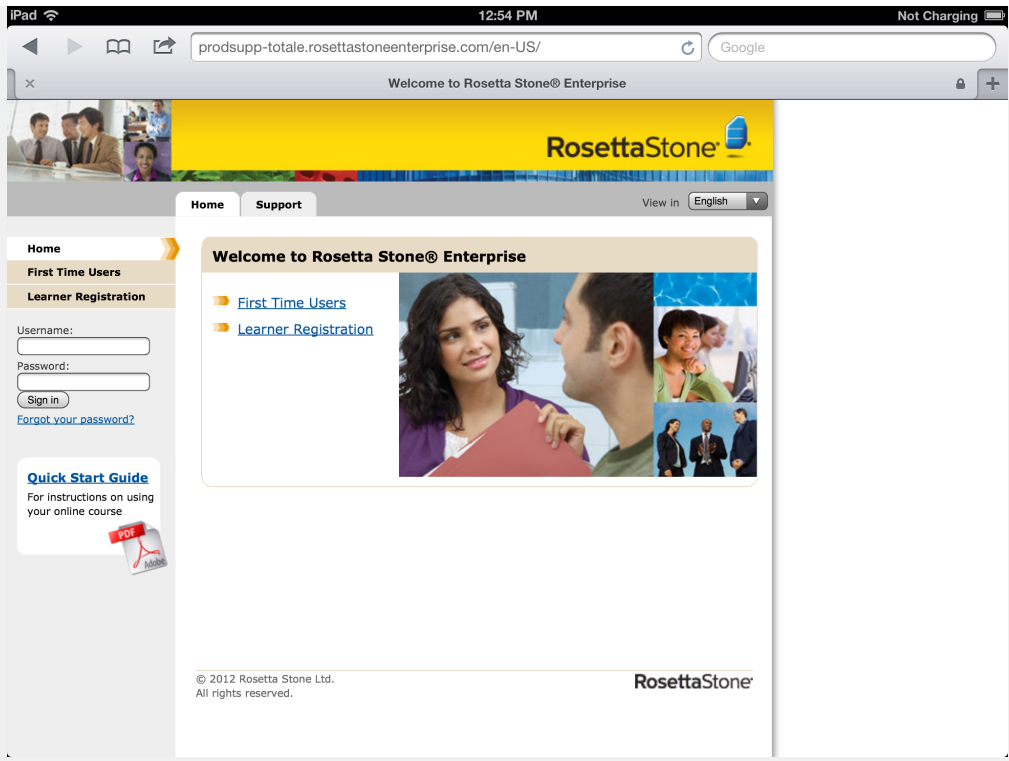 iPad 12:54 PM Not Charging
prodsupp-totale.rosettastoneenterprise.com/en-US/ Google
Welcome to Rosetta Stone® Enterprise
RosettaStone
Home Support View in English
Home
First Time Users
Learner Registration
Username:
Password:
Sign in
Forgot your password?
Quick Start Guide
For instructions on using
your online course
PDF
Adobe
Welcome to Rosetta Stone® Enterprise
First Time Users
Learner Registration
© 2012 Rosetta Stone Ltd.
All rights reserved.
RosettaStone